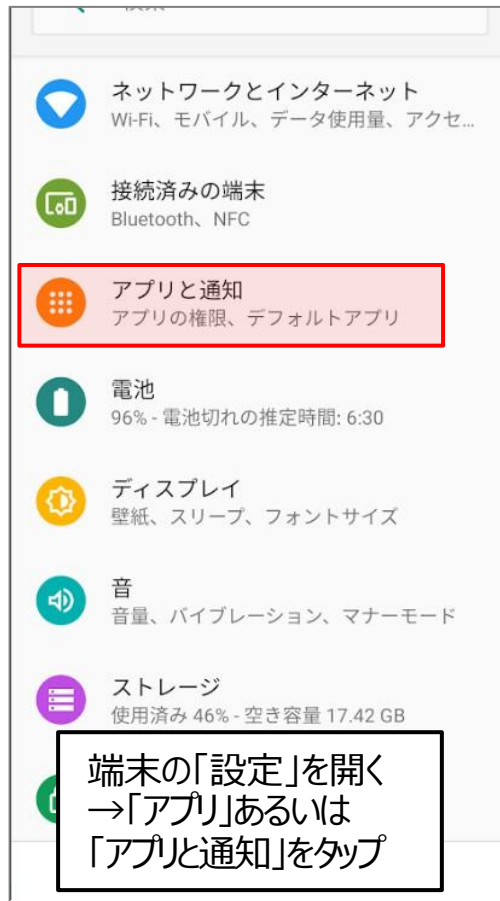 ネットワークとインターネット
Wi-Fi、モバイル、データ使用量、アクセ...
接続済みの端末
Bluetooth、NFC
アプリと通知
アプリの権限、デフォルトアプリ
電池
96% - 電池切れの推定時間: 6:30
ディスプレイ
壁紙、スリープ、フォントサイズ
音
音量、バイブレーション、マナーモード
ストレージ
使用済み 46% - 空き容量 17.42 GB
端末の「設定」を開く
→「アプリ」あるいは
「アプリと通知」をタップ